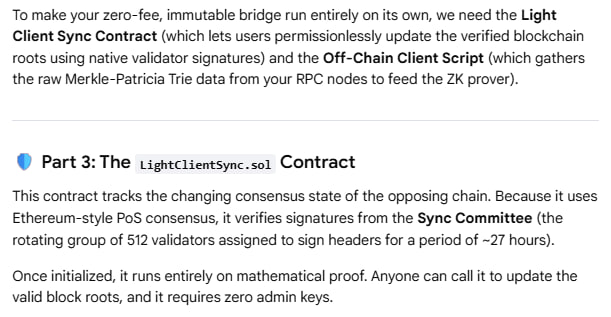 To make your zero-fee, immutable bridge run entirely on its own, we need the Light
Client Sync Contract (which lets users permissionlessly update the verified blockchain
roots using native validator signatures) and the Off-Chain Client Script (which gathers
the raw Merkle-Patricia Trie data from your RPC nodes to feed the ZK prover).
Part 3: The LightClientSync.sol Contract
This contract tracks the changing consensus state of the opposing chain. Because it uses
Ethereum-style PoS consensus, it verifies signatures from the Sync Committee (the
rotating group of 512 validators assigned to sign headers for a period of ~27 hours).
Once initialized, it runs entirely on mathematical proof. Anyone can call it to update the
valid block roots, and it requires zero admin keys.